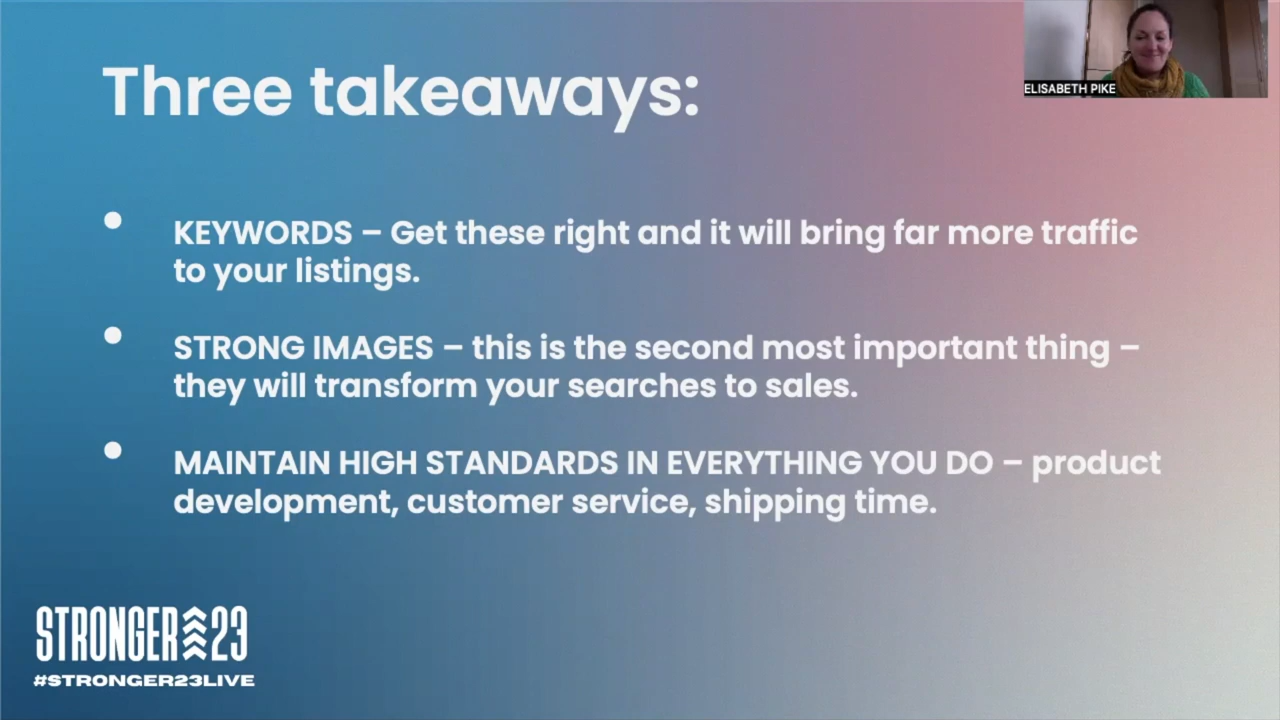 Three takeaways:
ELISABETH PIKE
• KEYWORDS – Get these right and it will bring far more traffic
to your listings.
• STRONG IMAGES – this is the second most important thing –
they will transform your searches to sales.
• MAINTAIN HIGH STANDARDS IN EVERYTHING YOU DO – product
development, customer service, shipping time.
STRONGER 23
#STRONGER23LIVE